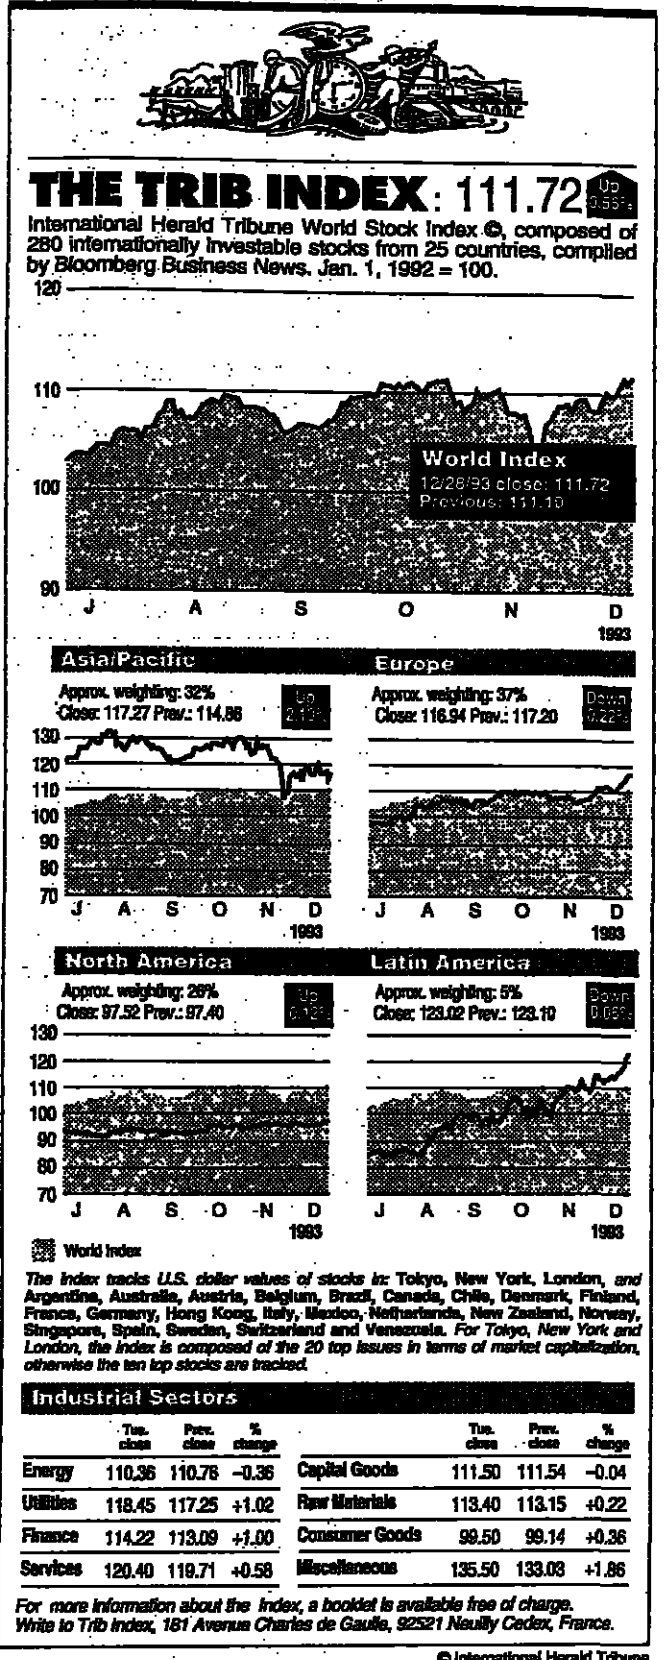 THE TRIB INDEX: 111.72 Up 0.56%
International Herald Tribune World Stock Index ©, composed of
280 internationally investable stocks from 25 countries, compiled
by Bloomberg Business News. Jan. 1, 1992 = 100.
120
110
100
90
World Index
12/28/93 close: 111.72
Previous: 111.10
J A S O N D
1993
Asia/Pacific
Approx. weighting: 32% Up
Close: 117.27 Prev.: 114.86
130
120
110
100
90
80
70
J A S O N D
1993
Europe
Approx. weighting: 37% Down
Close: 116.94 Prev.: 117.20 0.22%
J A S O N D
1993
North America
Approx. weighting: 26% Up
Close: 97.52 Prev.: 97.40 0.12%
130
120
110
100
90
80
70
J A S O N D
1993
Latin America
Approx. weighting: 5% Down
Close: 123.02 Prev.: 123.10
J A S O N D
1993
World Index
The index tracks U.S. dollar values of stocks in: Tokyo, New York, London, and
Argentina, Australia, Austria, Belgium, Brazil, Canada, Chile, Denmark, Finland,
France, Germany, Hong Kong, Italy, Mexico, Netherlands, New Zealand, Norway,
Singapore, Spain, Sweden, Switzerland and Venezuela. For Tokyo, New York and
London, the index is composed of the 20 top issues in terms of market capitalization,
otherwise the ten top stocks are tracked.
Industrial Sectors
Tue. close Prev. close % change
Energy 110.36 110.76 -0.36
Utilities 118.45 117.25 +1.02
Finance 114.22 113.09 +1.00
Services 120.40 119.71 +0.58
Tue. close Prev. close % change
Capital Goods 111.50 111.54 -0.04
Raw Materials 113.40 113.15 +0.22
Consumer Goods 99.50 99.14 +0.36
Miscellaneous 135.50 133.03 +1.86
For more information about the Index, a booklet is available free of charge.
Write to Trib Index, 181 Avenue Charles de Gaulle, 92521 Neuilly Cedex, France.
© International Herald Tribune